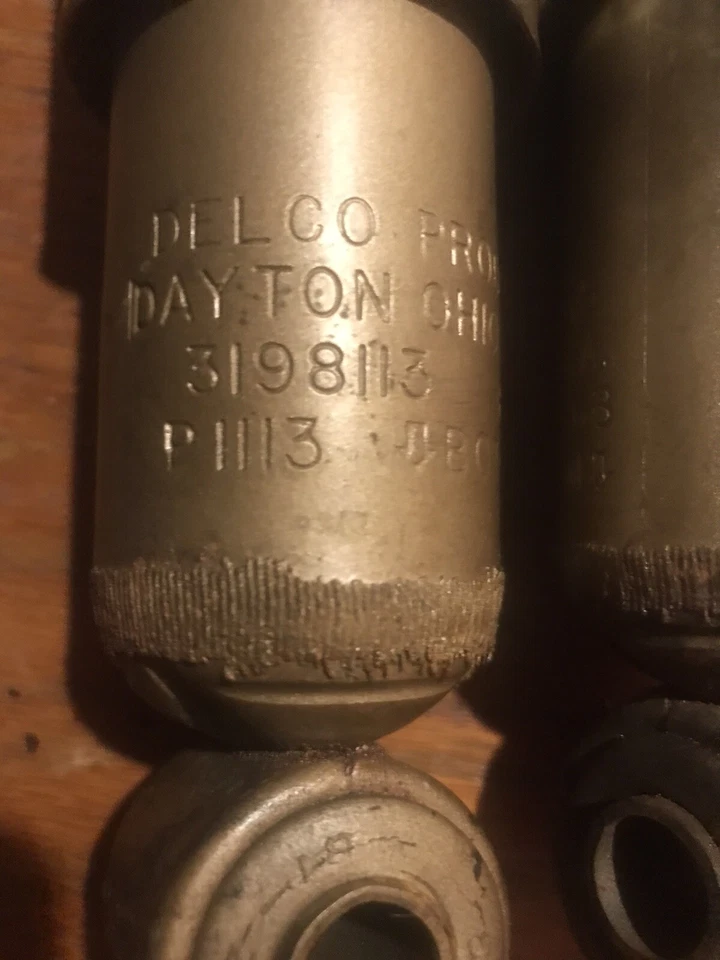 DELCO PRO
DAYTON OHIO
3198113
P1113